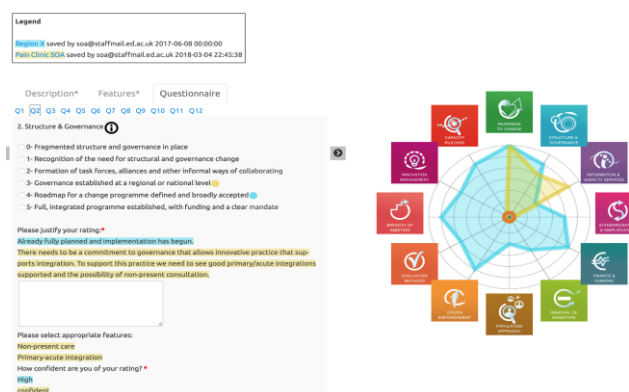 Legend
Region X saved by soa@staffmail.ed.ac.uk 2017-06-08 00:00:00
Pain Clinic SOA saved by soa@staffmail.ed.ac.uk 2018-03-04 22:45:38
Description* Features* Questionnaire
Q1 Q2 Q3 Q4 Q5 Q6 Q7 Q8 Q9 Q10 Q11 Q12
2. Structure & Governance
0- Fragmented structure and governance in place
1- Recognition of the need for structural and governance change
2- Formation of task forces, alliances and other informal ways of collaborating
3- Governance established at a regional or national level
4- Roadmap for a change programme defined and broadly accepted
5- Full, integrated programme established, with funding and a clear mandate
Please justify your rating:*
Already fully planned and implementation has begun.
There needs to be a commitment to governance that allows innovative practice that sup-
ports integration. To support this practice we need to see good primary/acute integrations
supported and the possibility of non-present consultation.
Please select appropriate features:
Non-present care
Primary-acute integration
How confident are you of your rating? *
High
confident
READINESS
TO CHANGE
STRUCTURE &
GOVERNANCE
INFORMATION &
EHEALTH SERVICES
FINANCE &
FUNDING
REMOVAL OF
INHIBITORS
POPULATION
APPROACH
CITIZEN
EMPOWERMENT
EVALUATION
METHODS
BREADTH OF
AMBITION
INNOVATION
MANAGEMENT
CAPACITY
BUILDING